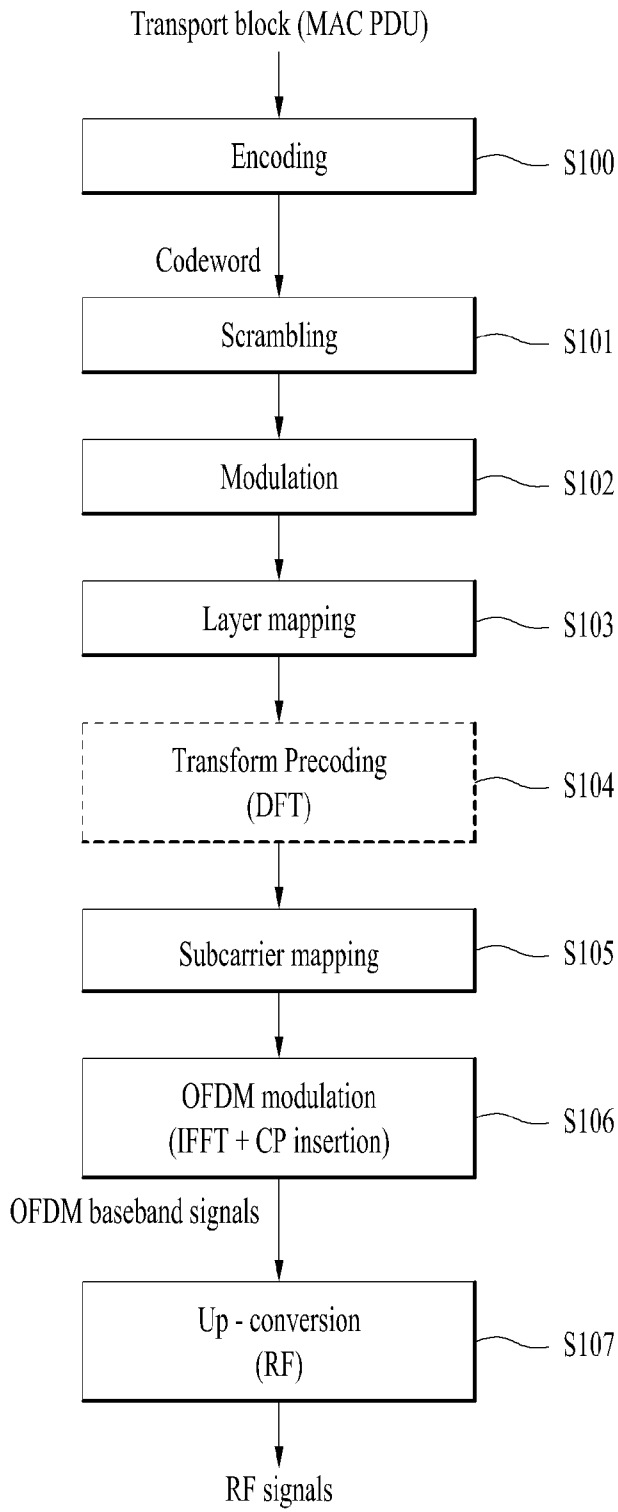 Transport block (MAC PDU)
Encoding
S100
Codeword
Scrambling
S101
Modulation
S102
Layer mapping
S103
Transform Precoding
(DFT)
S104
Subcarrier mapping
S105
OFDM modulation
(IFFT + CP insertion)
S106
OFDM baseband signals
Up - conversion
(RF)
S107
RF signals